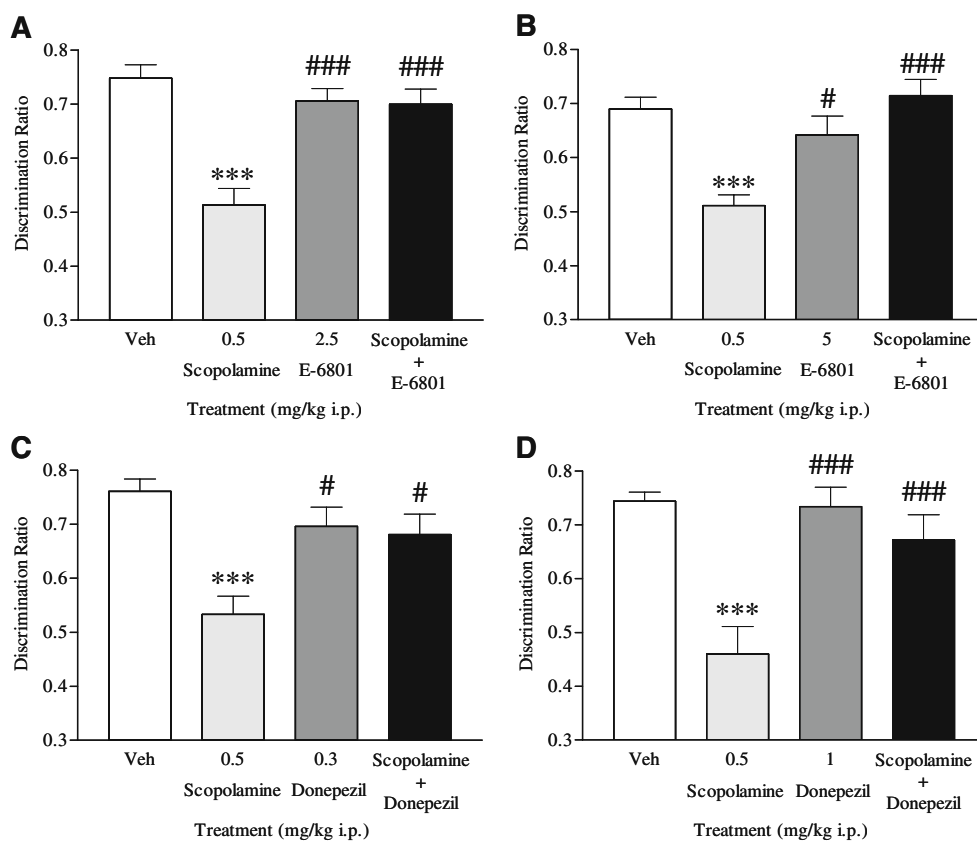 A
Discrimination Ratio
0.8
0.7
0.6
0.5
0.4
0.3
***
###
###
Veh
0.5
2.5
Scopolamine
+
E-6801
Scopolamine
E-6801
Treatment (mg/kg i.p.)
B
Discrimination Ratio
0.8
0.7
0.6
0.5
0.4
0.3
***
#
###
Veh
0.5
5
Scopolamine
+
E-6801
Scopolamine
E-6801
Treatment (mg/kg i.p.)
C
Discrimination Ratio
0.8
0.7
0.6
0.5
0.4
0.3
***
#
#
Veh
0.5
0.3
Scopolamine
+
Donepezil
Scopolamine
Donepezil
Treatment (mg/kg i.p.)
D
Discrimination Ratio
0.8
0.7
0.6
0.5
0.4
0.3
***
###
###
Veh
0.5
1
Scopolamine
+
Donepezil
Scopolamine
Donepezil
Treatment (mg/kg i.p.)